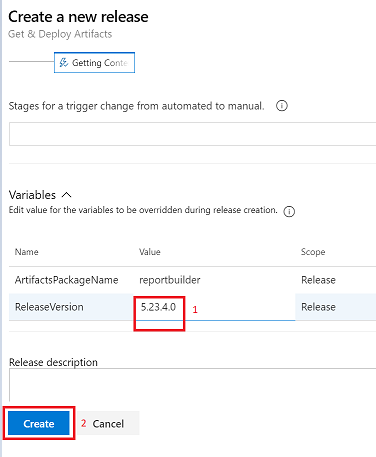 Create a new release
Get & Deploy Artifacts
Getting Conte
Stages for a trigger change from automated to manual.
Variables
Edit value for the variables to be overridden during release creation.
Name Value Scope
ArtifactsPackageName reportbuilder Release
ReleaseVersion 5.23.4.0 1 Release
Release description
Create 2 Cancel